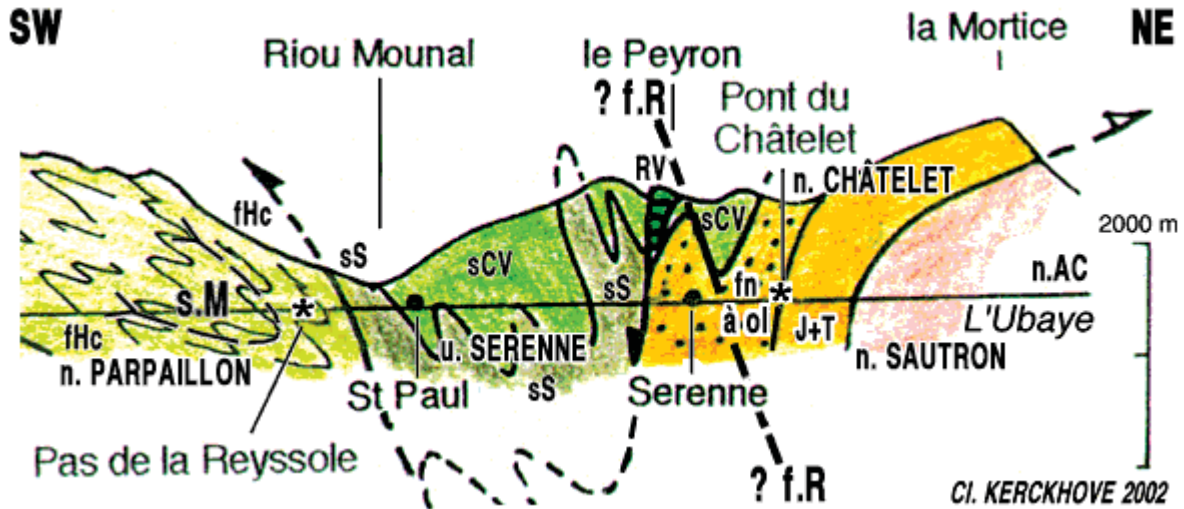 SW
NE
Riou Mounal
le Peyron
la Mortice
? f.R
Pont du
Châtelet
RV
n. CHÂTELET
fHc
sS
sCV
sCV
2000 m
s.M
sS
fn
à ol
n.AC
L'Ubaye
fHc
u. SERENNE
J+T
n. PARPAILLON
n. SAUTRON
sS
St Paul
Serenne
Pas de la Reyssole
? f.R
Cl. KERCKHOVE 2002